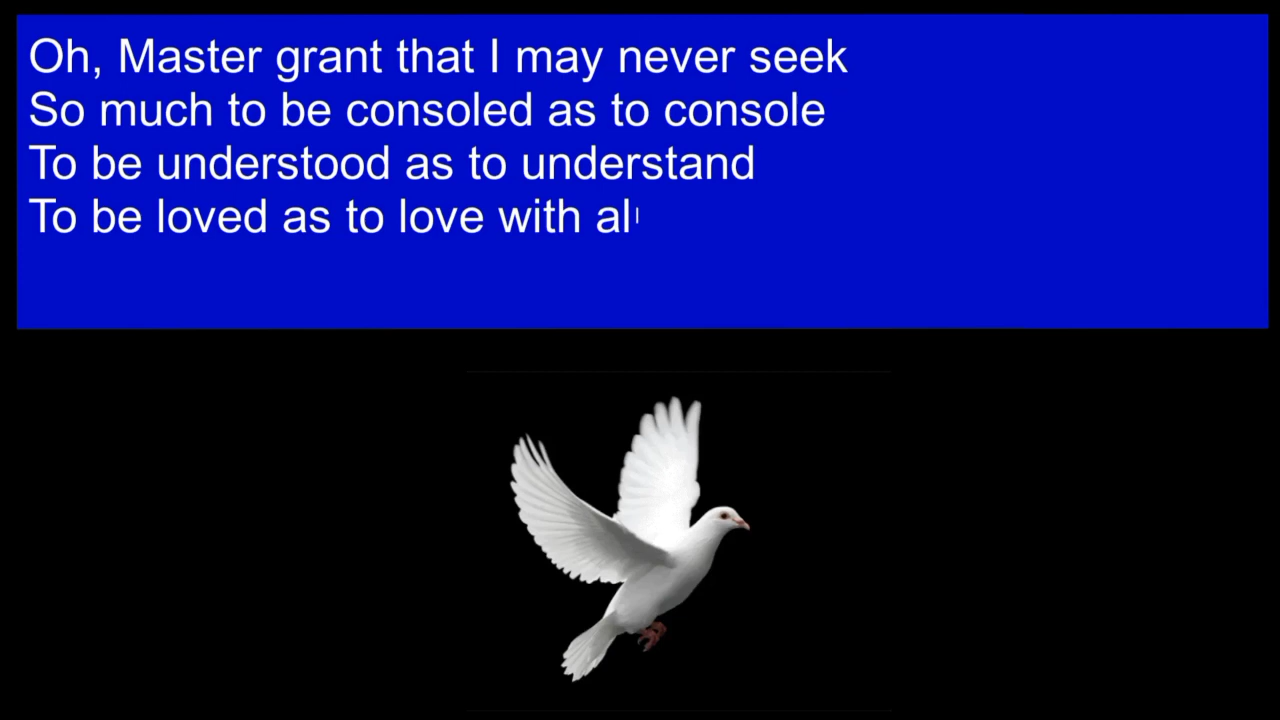 Oh, Master grant that I may never seek
So much to be consoled as to console
To be understood as to understand
To be loved as to love with al